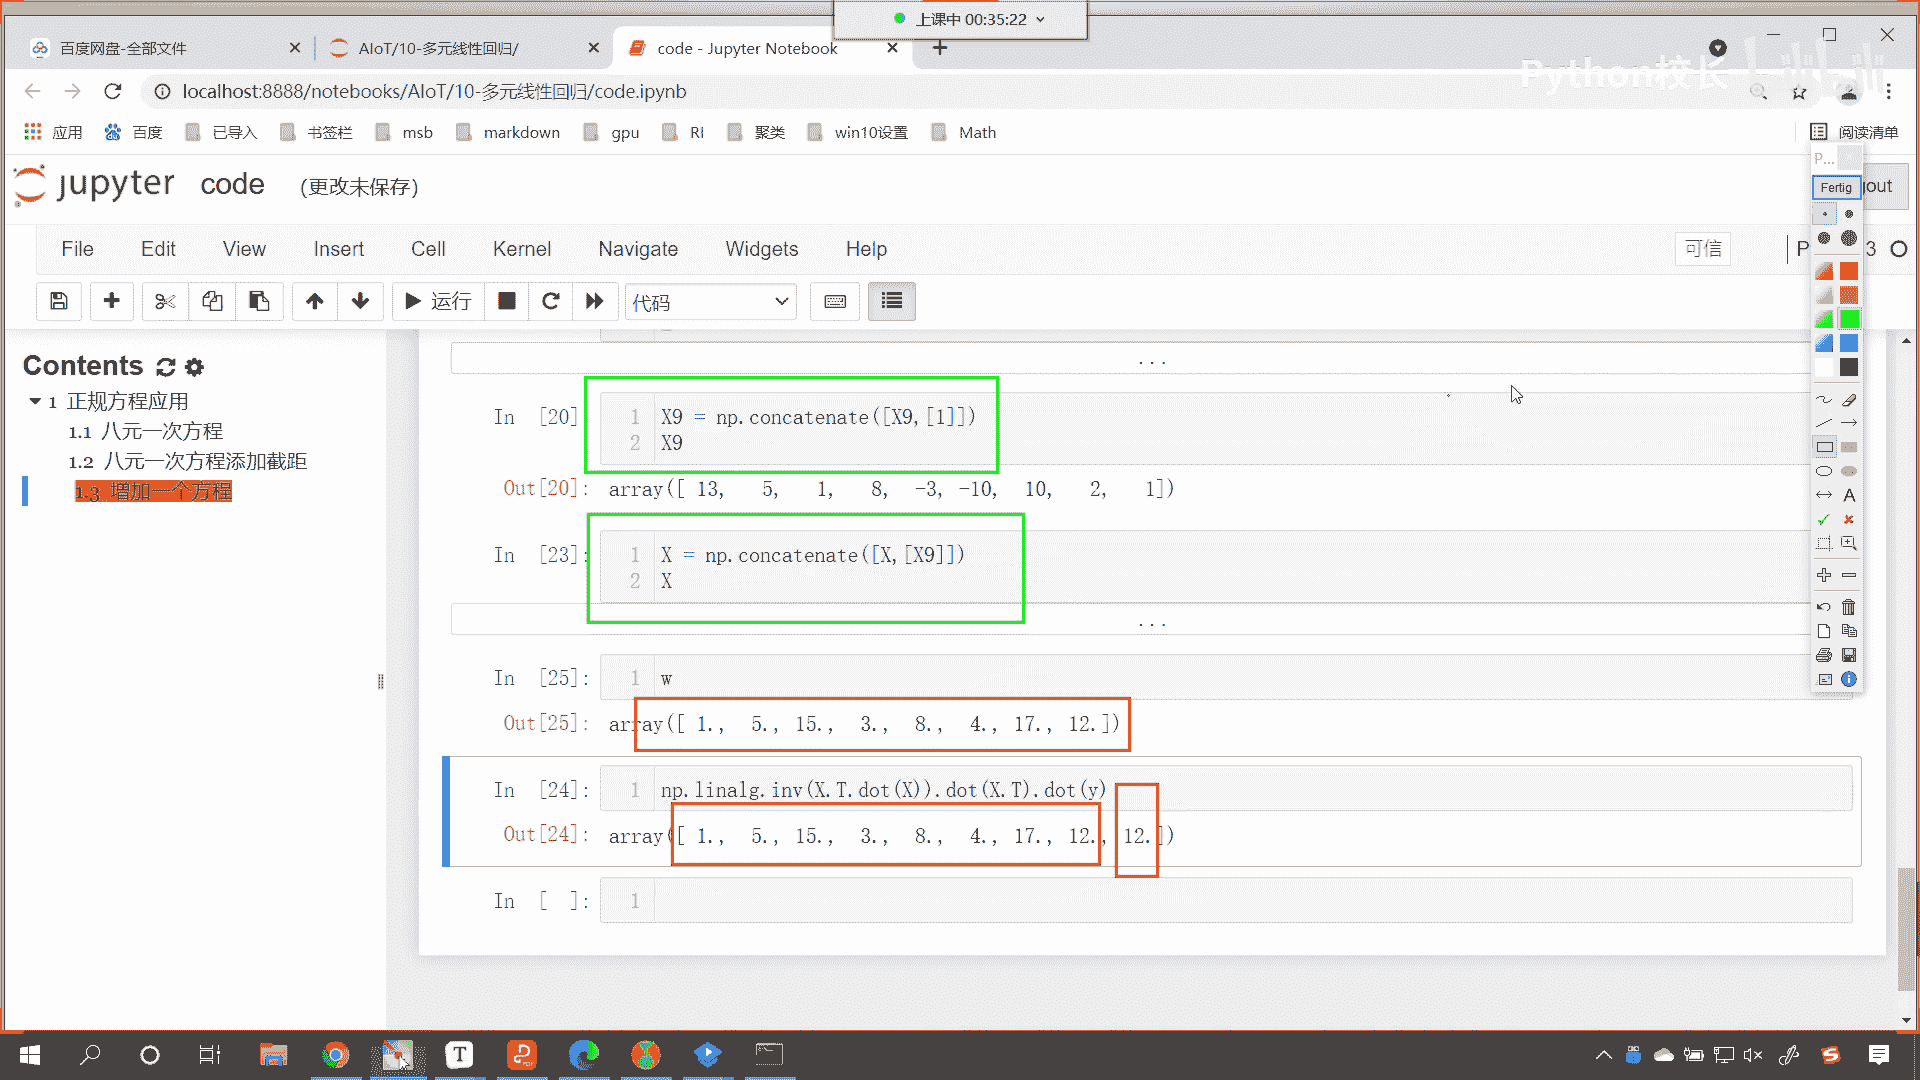 上课中 00:35:22
百度网盘-全部文件
AIoT/10-多元线性回归/
code - Jupyter Notebook
Python校长
localhost:8888/notebooks/AIoT/10-多元线性回归/code.ipynb
应用 百度 已导入 书签栏 msb markdown gpu RI 聚类 win10设置 Math 阅读清单
P...
jupyter code (更改未保存)
Fertig
out
File Edit View Insert Cell Kernel Navigate Widgets Help 可信 P 3
运行 代码
Contents
1 正规方程应用
1.1 八元一次方程
1.2 八元一次方程添加截距
1.3 增加一个方程
...
In [20]
1 X9 = np.concatenate([X9,[1]])
2 X9
Out[20]: array([ 13, 5, 1, 8, -3, -10, 10, 2, 1])
In [23]:
1 X = np.concatenate([X,[X9]])
2 X
...
In [25]: 1 w
Out[25]: array([ 1., 5., 15., 3., 8., 4., 17., 12.])
In [24]: 1 np.linalg.inv(X.T.dot(X)).dot(X.T).dot(y)
Out[24]: array([ 1., 5., 15., 3., 8., 4., 17., 12., 12.])
In [ ]: 1